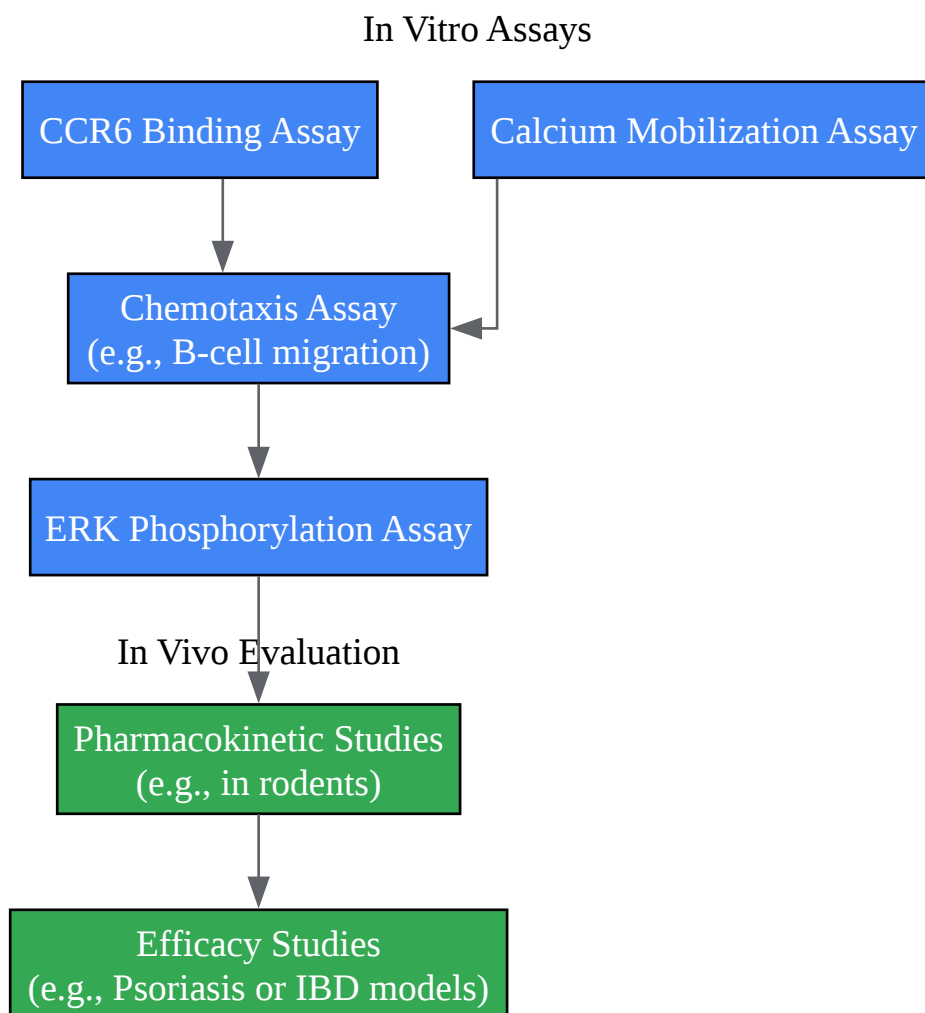 In Vitro Assays
CCR6 Binding Assay
Calcium Mobilization Assay
Chemotaxis Assay
(e.g., B-cell migration)
ERK Phosphorylation Assay
In Vivo Evaluation
Pharmacokinetic Studies
(e.g., in rodents)
Efficacy Studies
(e.g., Psoriasis or IBD models)